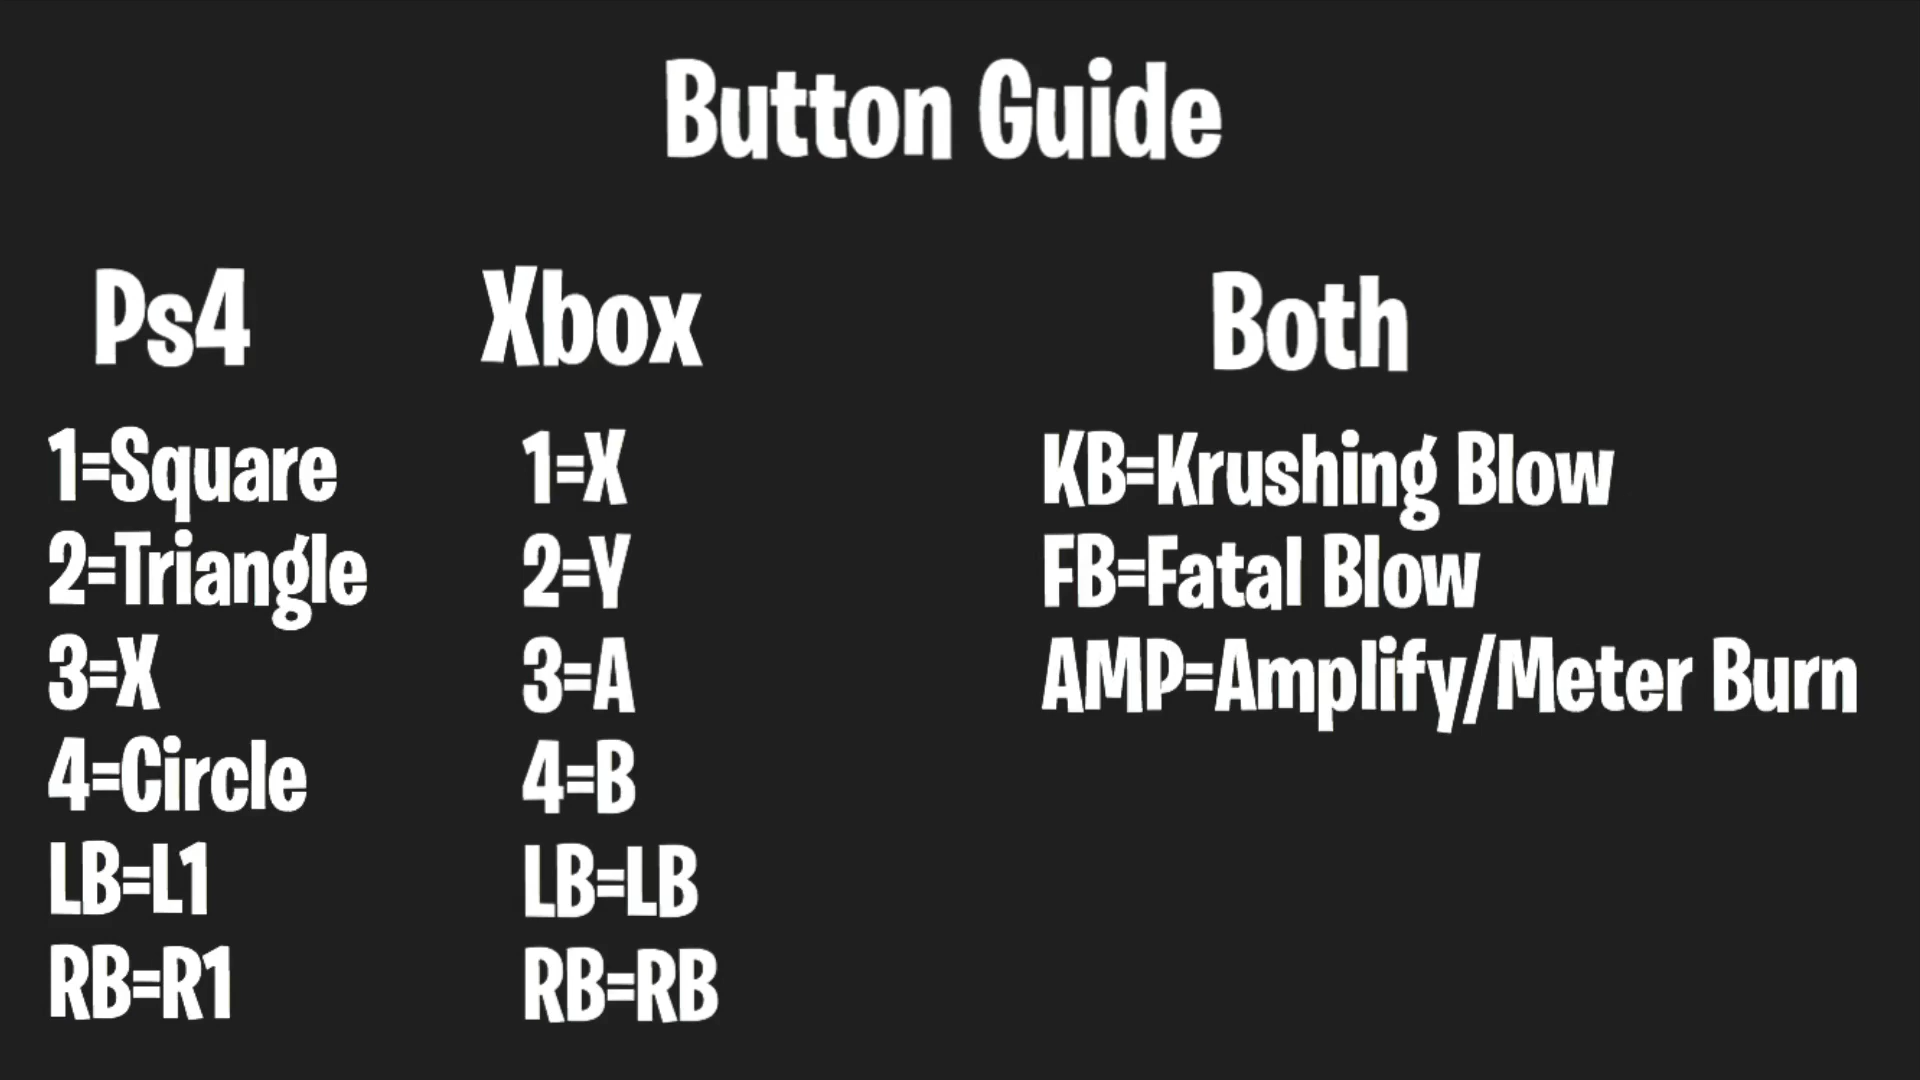 Button Guide
Ps4
1=Square
2=Triangle
3=X
4=Circle
LB=L1
RB=R1
Xbox
1=X
2=Y
3=A
4=B
LB=LB
RB=RB
Both
KB=Krushing Blow
FB=Fatal Blow
AMP=Amplify/Meter Burn